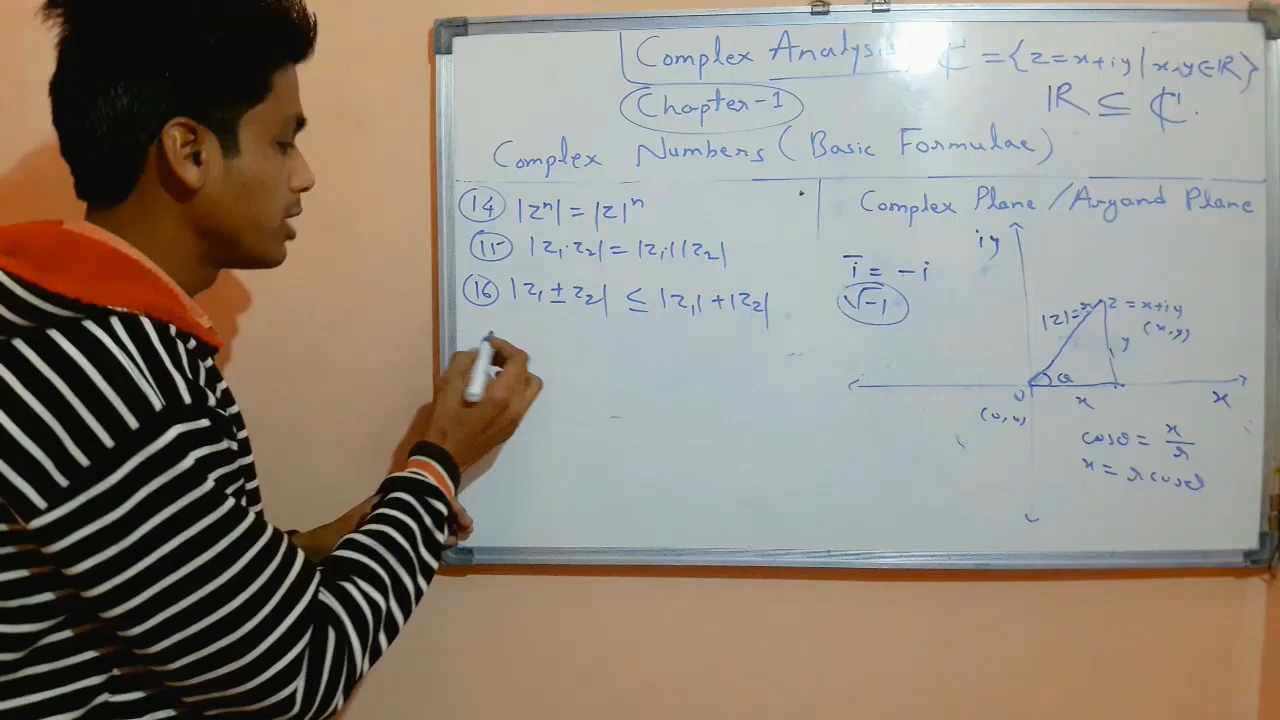 Complex Analysis
ℂ = {z = x+iy | x, y ∈ ℝ}
Chapter-1
ℝ ⊆ ℂ.
Complex Numbers (Basic Formulae)
14 |zⁿ| = |z|ⁿ
15 |z₁·z₂| = |z₁||z₂|
16 |z₁ ± z₂| ≤ |z₁| + |z₂|
Complex Plane / Argand Plane
iy
i̅ = -i
√-1
|z| = r
z = x+iy
(x, y)
y
θ
0
x
x
(0, 0)
cosθ = x/r
x = r cosθ